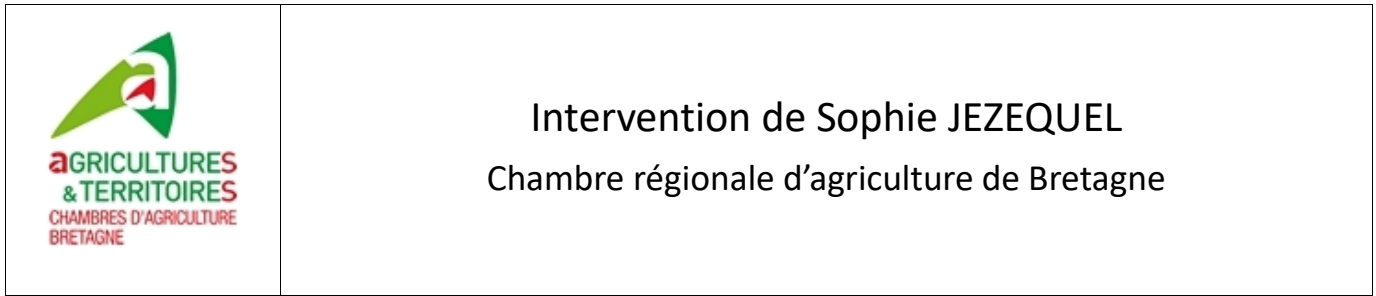 aGRICULTURES
&TERRITOIRES
CHAMBRES D'AGRICULTURE
BRETAGNE
Intervention de Sophie JEZEQUEL
Chambre régionale d’agriculture de Bretagne